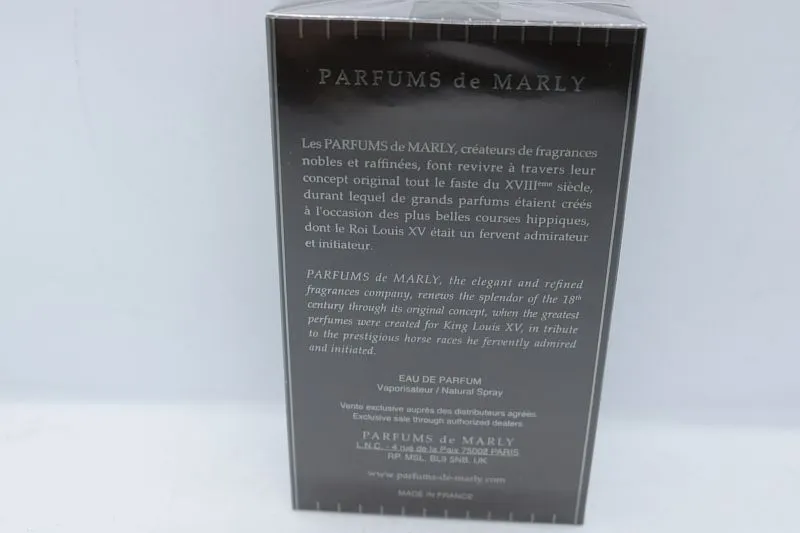 PARFUMS de MARLY
Les PARFUMS de MARLY, créateurs de fragrances
nobles et raffinées, font revivre à travers leur
concept original tout le faste du XVIIIème siècle,
durant lequel de grands parfums étaient créés
à l'occasion des plus belles courses hippiques,
dont le Roi Louis XV était un fervent admirateur
et initiateur.
PARFUMS de MARLY, the elegant and refined
fragrances company, renews the splendor of the 18th
century through its original concept, when the greatest
perfumes were created for King Louis XV, in tribute
to the prestigious horse races he fervently admired
and initiated.
EAU DE PARFUM
Vaporisateur / Natural Spray
Vente exclusive auprès des distributeurs agréés
Exclusive sale through authorized dealers
PARFUMS de MARLY
L.N.C. - 4 rue de la Paix 75002 PARIS
RP. MSL. BL9 5NB. UK
www.parfums-de-marly.com
MADE IN FRANCE